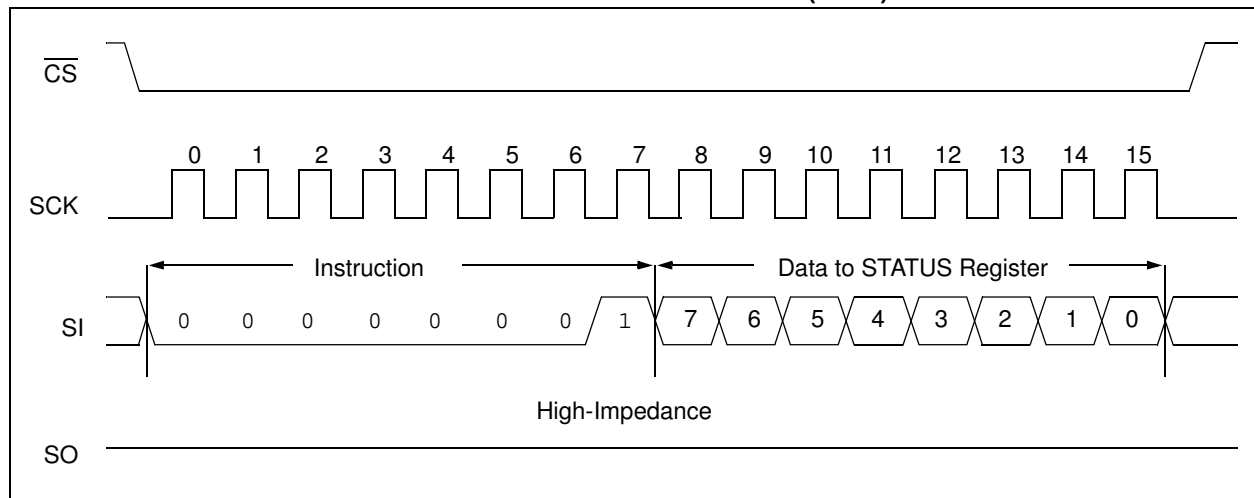 CS
0 1 2 3 4 5 6 7 8 9 10 11 12 13 14 15
SCK
Instruction Data to STATUS Register
SI 0 0 0 0 0 0 0 1 7 6 5 4 3 2 1 0
High-Impedance
SO